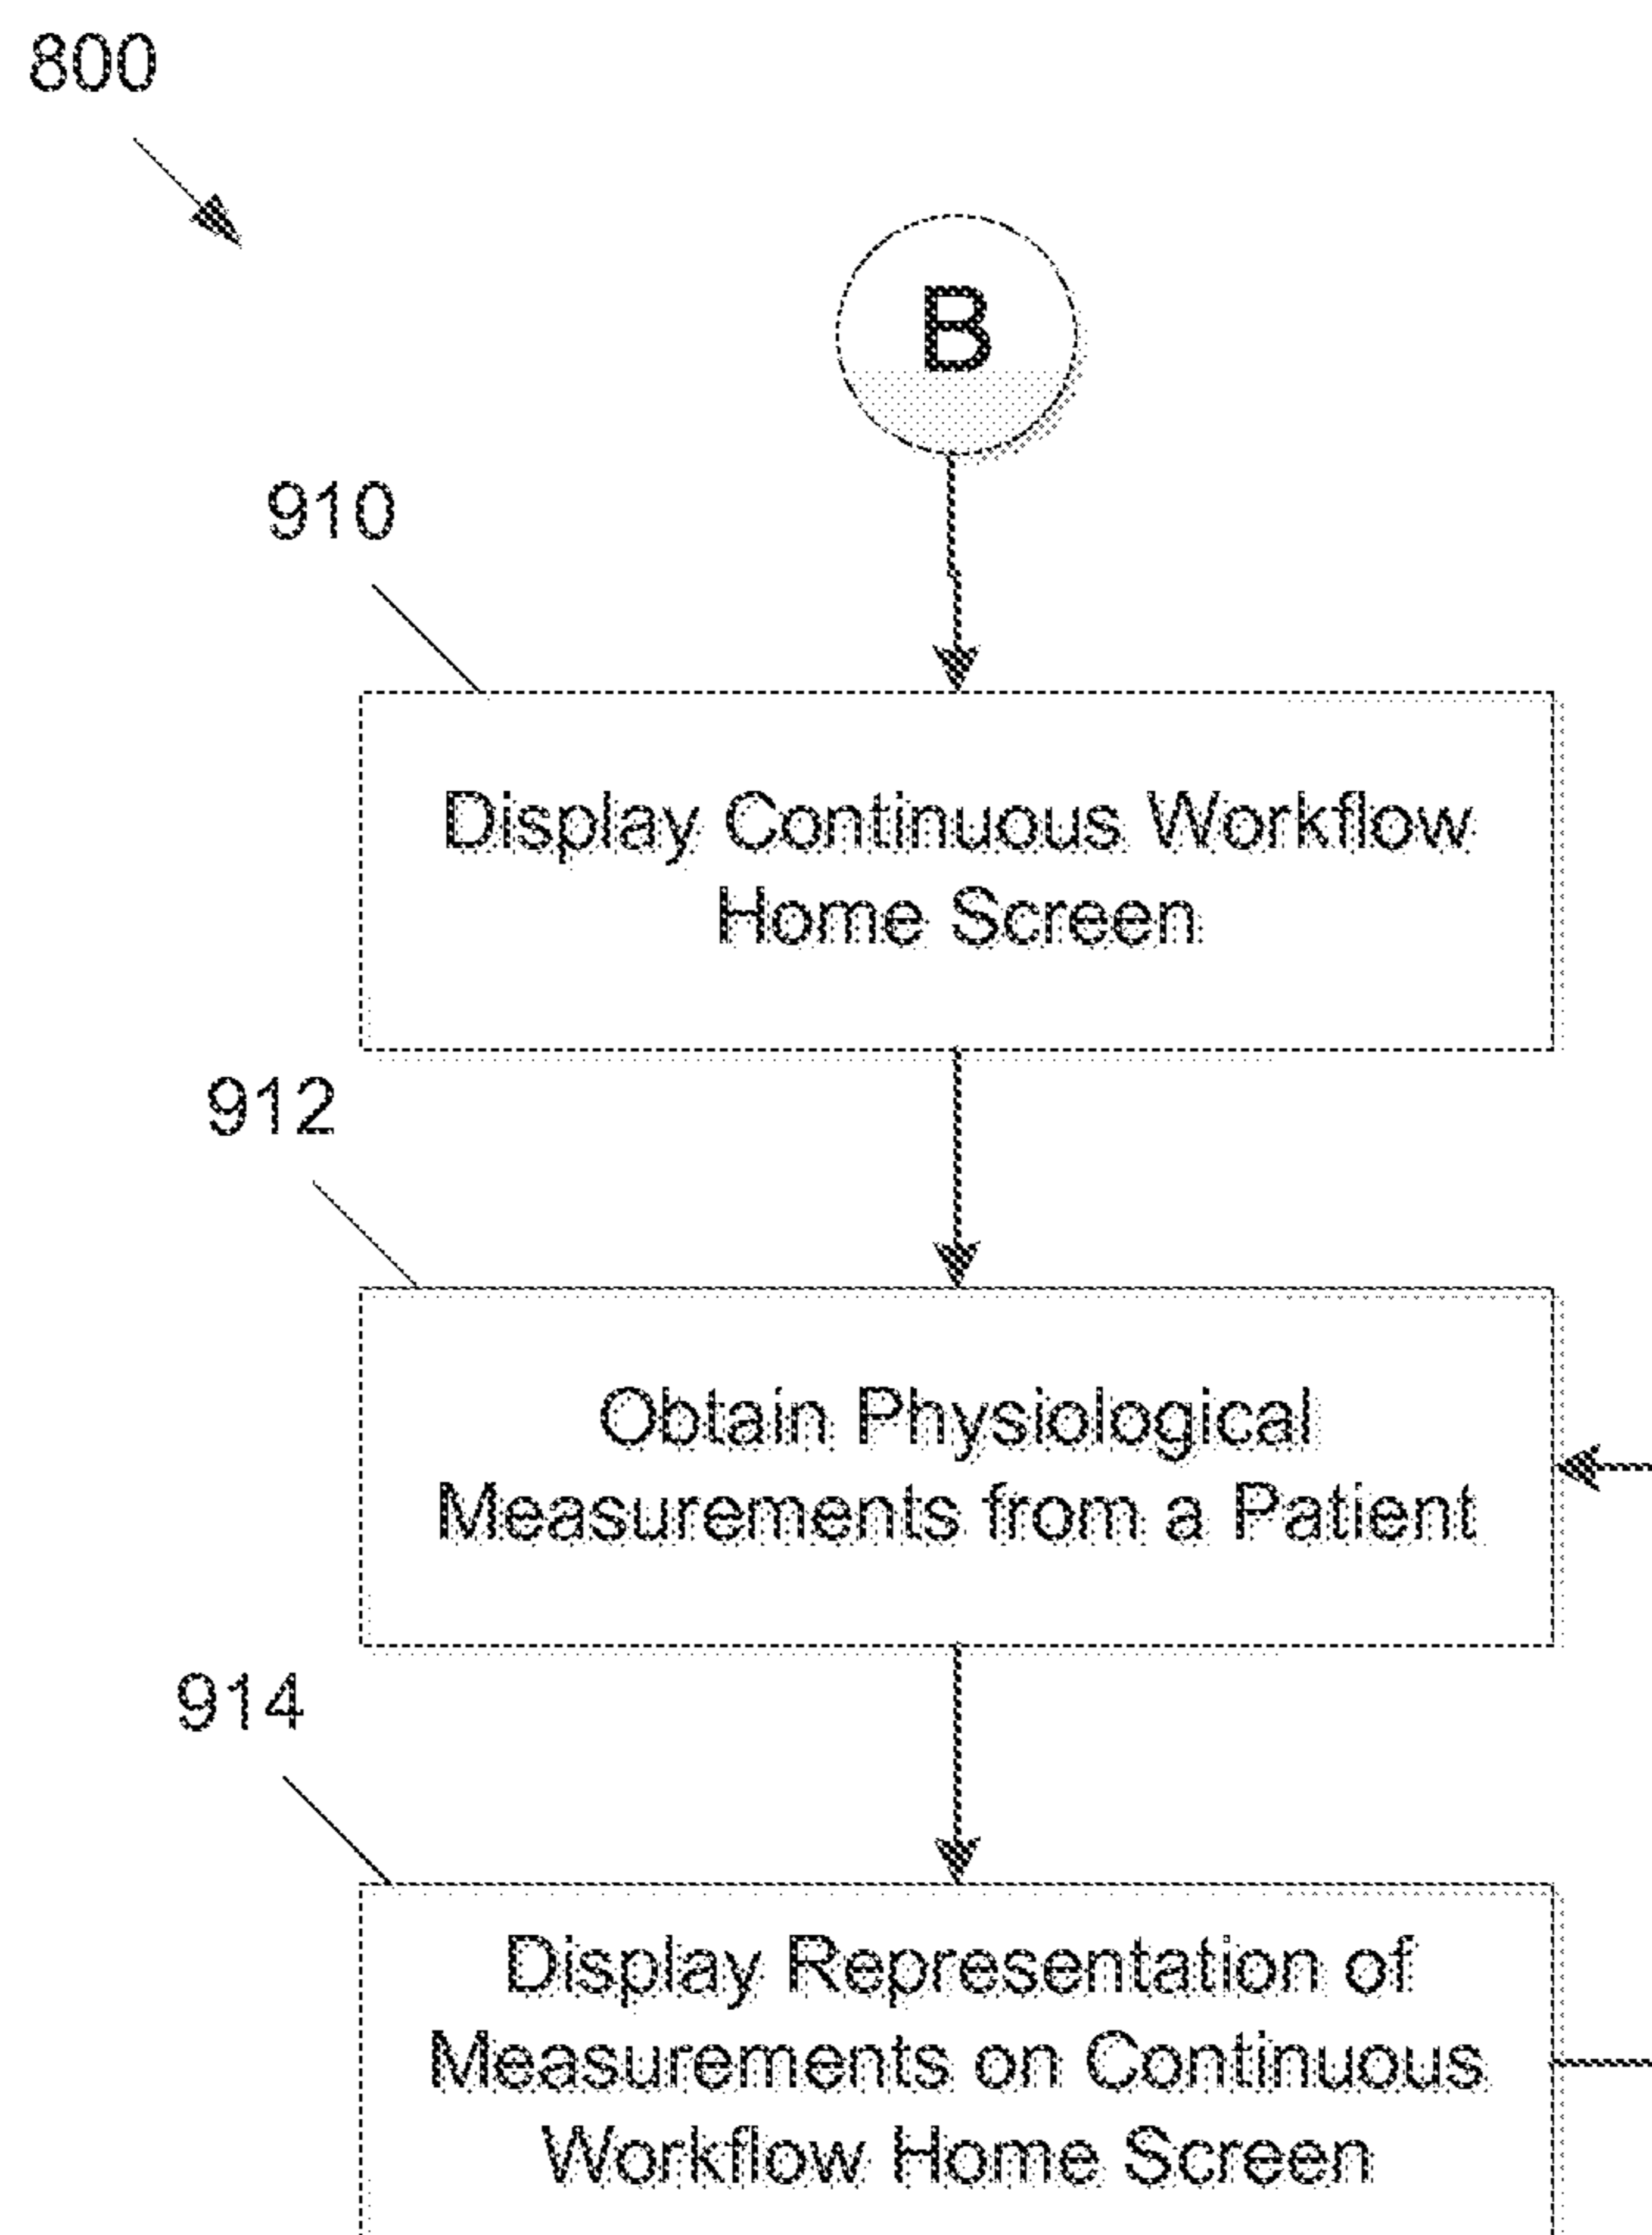 800
B
910
Display Continuous Workflow
Home Screen
912
Obtain Physiological
Measurements from a Patient
914
Display Representation of
Measurements on Continuous
Workflow Home Screen